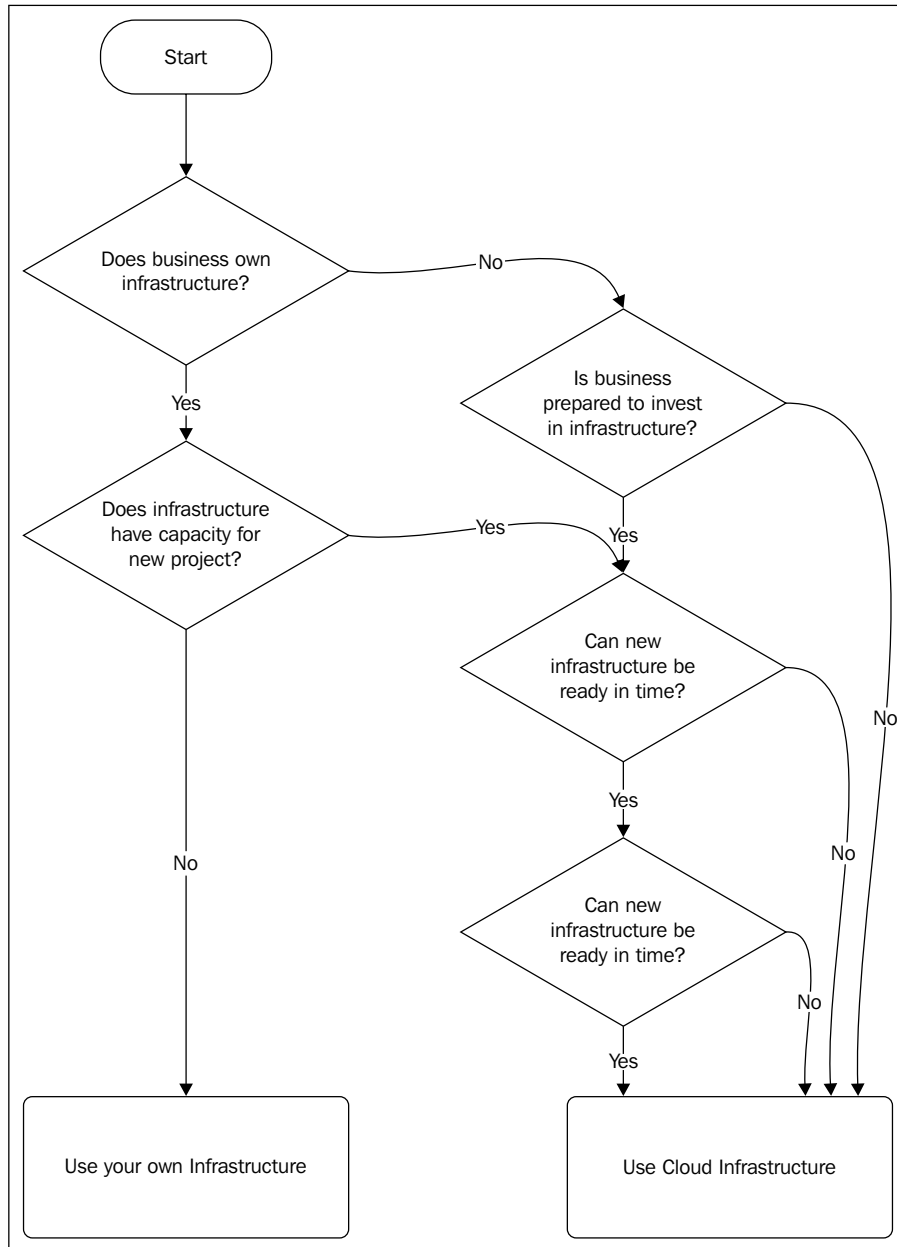 Start
Does business own
infrastructure?
No
Is business
prepared to invest
in infrastructure?
Yes
Does infrastructure
have capacity for
new project?
Yes
Yes
Can new
infrastructure be
ready in time?
No
Yes
No
No
Can new
infrastructure be
ready in time?
No
Yes
Use your own Infrastructure
Use Cloud Infrastructure